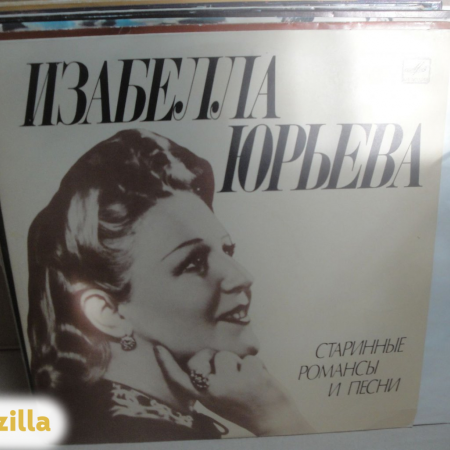 ИЗАБЕЛЛА
ЮРЬЕВА
СТАРИННЫЕ
РОМАНСЫ
И ПЕСНИ
zilla